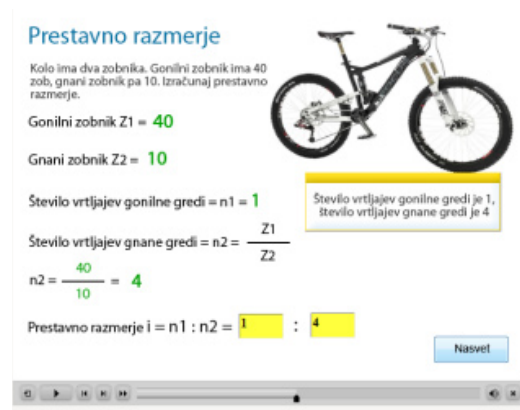 Prestavno razmerje
Kolo ima dva zobnika. Gonilni zobnik ima 40
zob, gnani zobnik pa 10. Izračunaj prestavno
razmerje.
Gonilni zobnik Z1 = 40
Gnani zobnik Z2 = 10
Število vrtljajev gonilne gredi = n1 = 1
Število vrtljajev gonilne gredi je 1,
število vrtljajev gnane gredi je 4
Število vrtljajev gnane gredi = n2 = Z1
Z2
n2 = 40 = 4
10
Prestavno razmerje i = n1 : n2 = 1 : 4
Nasvet